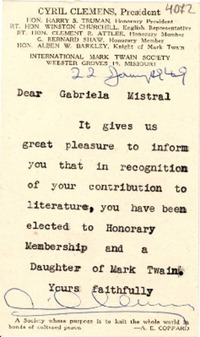 4072
CYRIL CLEMENS, President
HON. HARRY S. TRUMAN, Honorary President
RT. HON. WINSTON CHURCHILL, English Representative
RT. HON. CLEMENT R. ATTLEE, Honorary Member
G. BERNARD SHAW, Honorary Member
HON. ALBEN W. BARKLEY, Knight of Mark Twain
INTERNATIONAL MARK TWAIN SOCIETY
WEBSTER GROVES 19, MISSOURI
22
Dear Gabriela Mistral
It gives us
great pleasure to inform
you that in recognition
of your contribution to
literature, you have been
elected to Honorary
Membership and a
Daughter of Mark Twain.
Yours faithfully
A Society whose purpose is to knit the whole world in
bonds of cultured peace —A. E. COPPARD